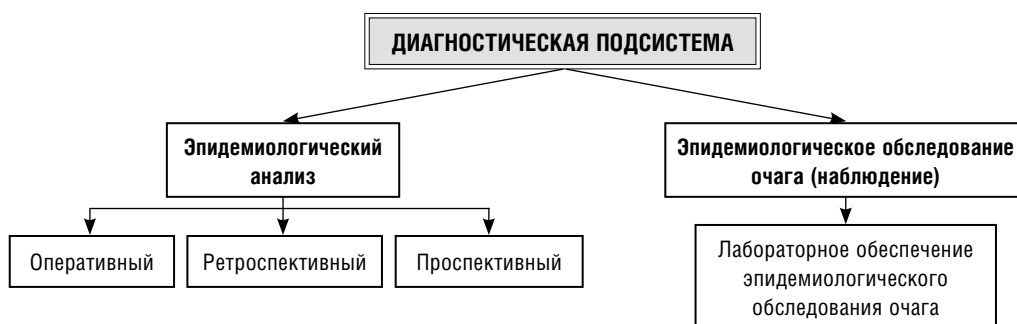 ДИАГНОСТИЧЕСКАЯ ПОДСИСТЕМА
Эпидемиологический
анализ
Эпидемиологическое обследование
очага (наблюдение)
Оперативный
Ретроспективный
Проспективный
Лабораторное обеспечение
эпидемиологического
обследования очага